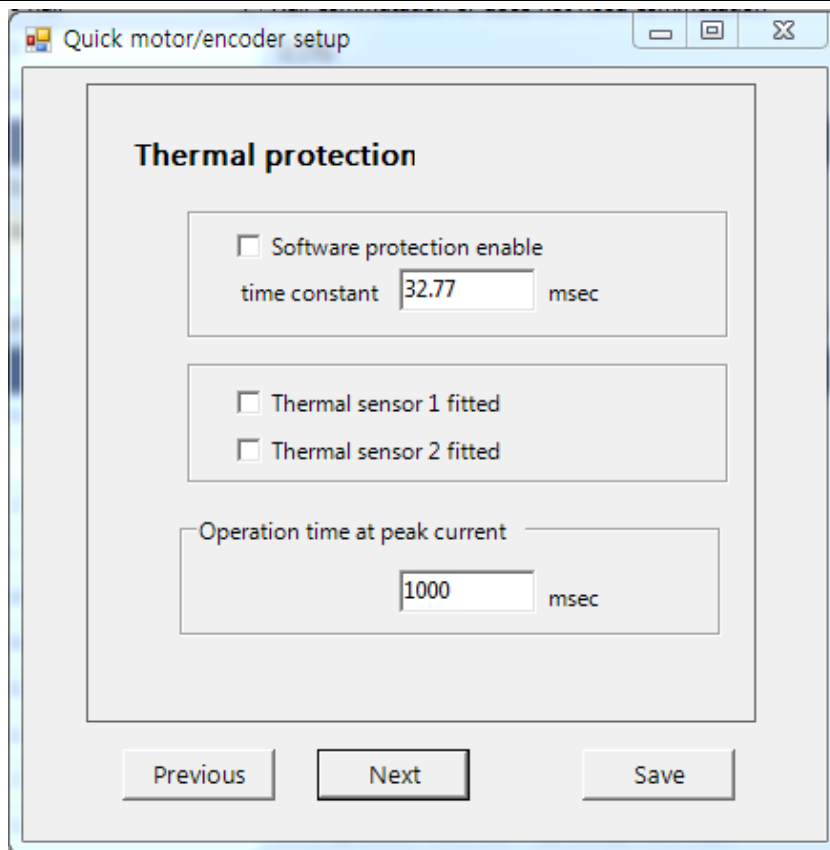 Quick motor/encoder setup
Thermal protection
Software protection enable
time constant 32.77 msec
Thermal sensor 1 fitted
Thermal sensor 2 fitted
Operation time at peak current
1000 msec
Previous Next Save